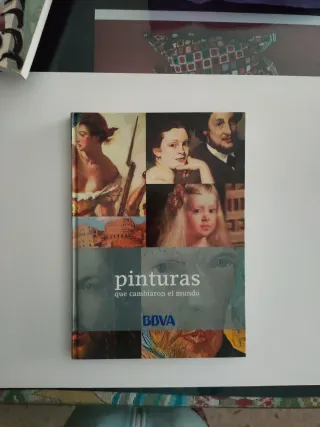 pinturas
que cambiaron el mundo
BBVA